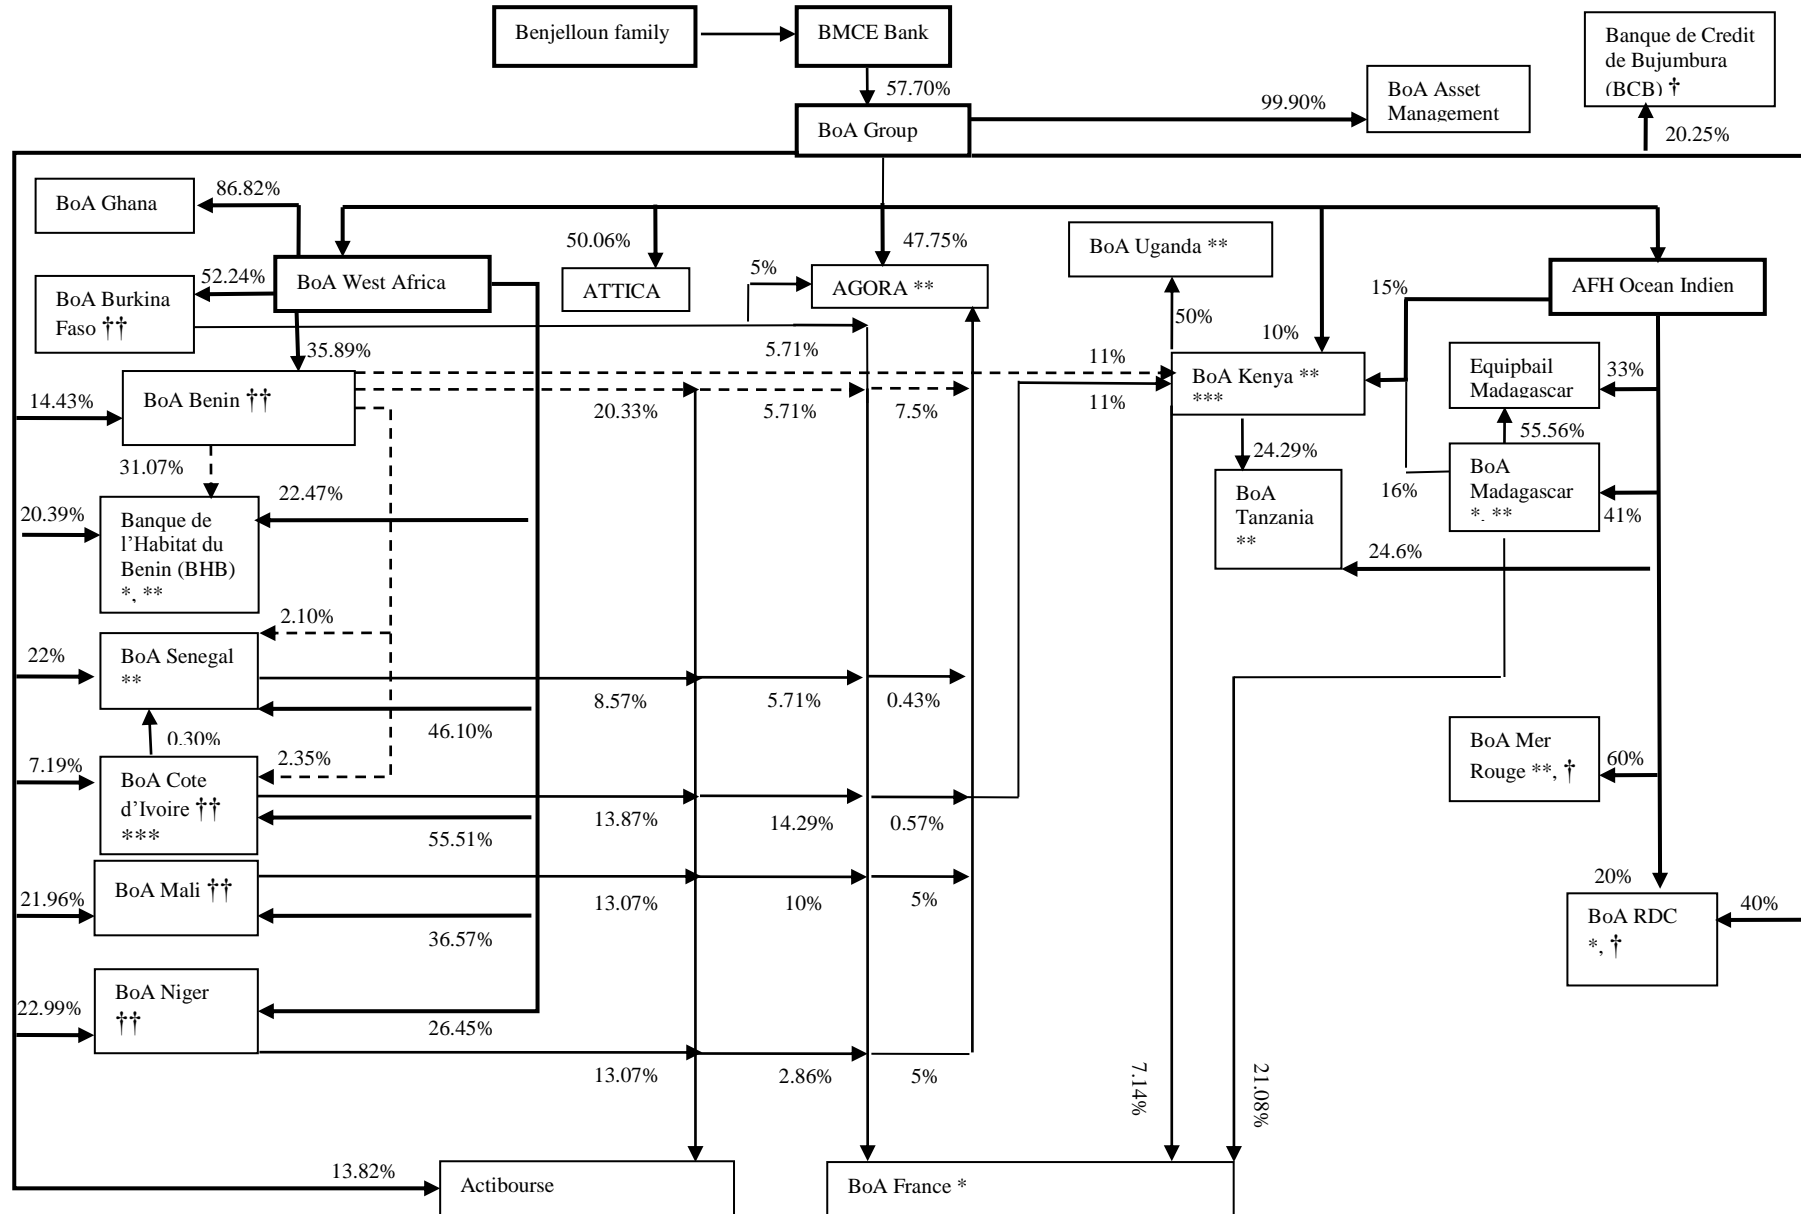 Benjelloun family
BMCE Bank
57.70%
Banque de Credit
de Bujumbura
(BCB) †
20.25%
BoA Group
99.90%
BoA Asset
Management
BoA Ghana
86.82%
50.06%
47.75%
BoA Uganda **
50%
BoA West Africa
52.24%
ATTICA
5%
AGORA **
AFH Ocean Indien
15%
BoA Burkina
Faso ††
5.71%
35.89%
10%
11%
11%
BoA Kenya **
***
Equipbail
Madagascar
33%
55.56%
14.43%
BoA Benin ††
20.33%
5.71%
7.5%
24.29%
31.07%
22.47%
BoA
Tanzania
**
16%
BoA
Madagascar
*, **
41%
24.6%
20.39%
Banque de
l’Habitat du
Benin (BHB)
*, **
2.10%
22%
BoA Senegal
**
8.57%
5.71%
0.43%
46.10%
0.30%
2.35%
7.19%
BoA Cote
d’Ivoire ††
***
13.87%
14.29%
0.57%
55.51%
BoA Mer
Rouge **, †
60%
BoA Mali ††
21.96%
13.07%
10%
5%
36.57%
20%
BoA RDC
*, †
40%
BoA Niger
††
22.99%
26.45%
13.07%
2.86%
5%
7.14%
21.08%
13.82%
Actibourse
BoA France *